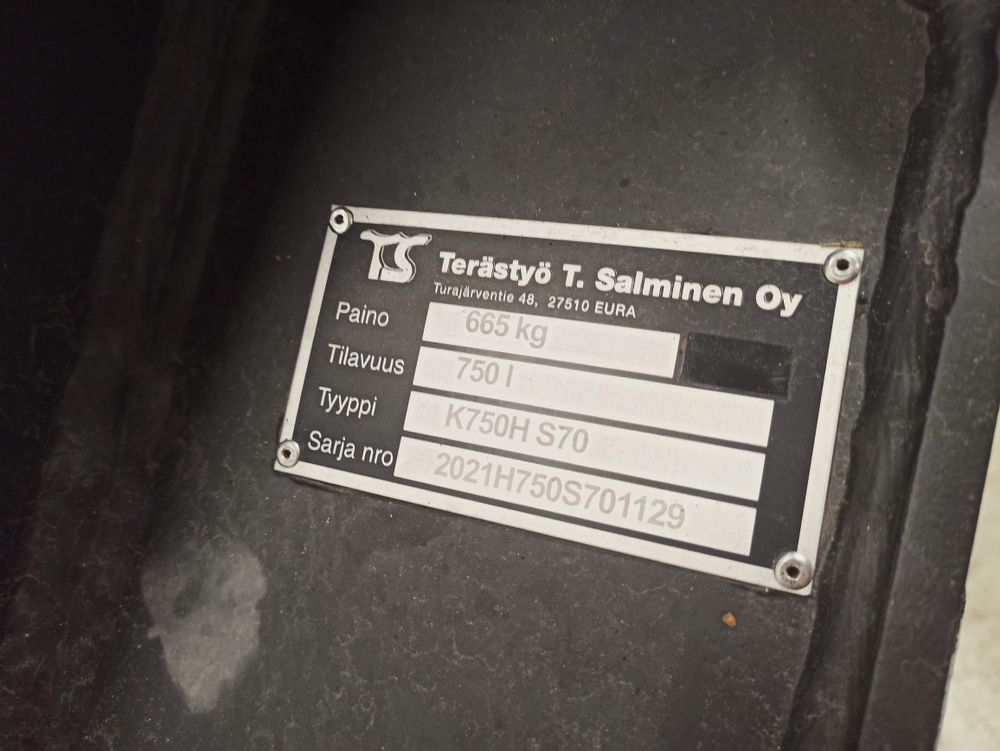 TS
Terästyö T. Salminen Oy
Turajärventie 48, 27510 EURA
Paino 665 kg
Tilavuus 750 l
Tyyppi K750H S70
Sarja nro 2021H750S701129